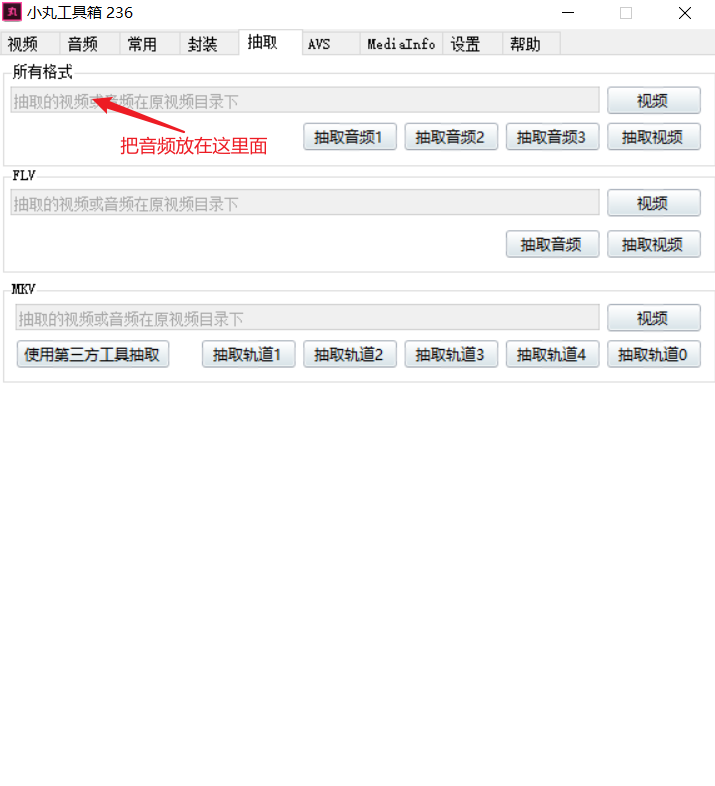 小丸工具箱 236
视频 音频 常用 封装 抽取 AVS MediaInfo 设置 帮助
所有格式
抽取的视频或音频在原视频目录下 视频
把音频放在这里面
抽取音频1 抽取音频2 抽取音频3 抽取视频
FLV
抽取的视频或音频在原视频目录下 视频
抽取音频 抽取视频
MKV
抽取的视频或音频在原视频目录下 视频
使用第三方工具抽取 抽取轨道1 抽取轨道2 抽取轨道3 抽取轨道4 抽取轨道0